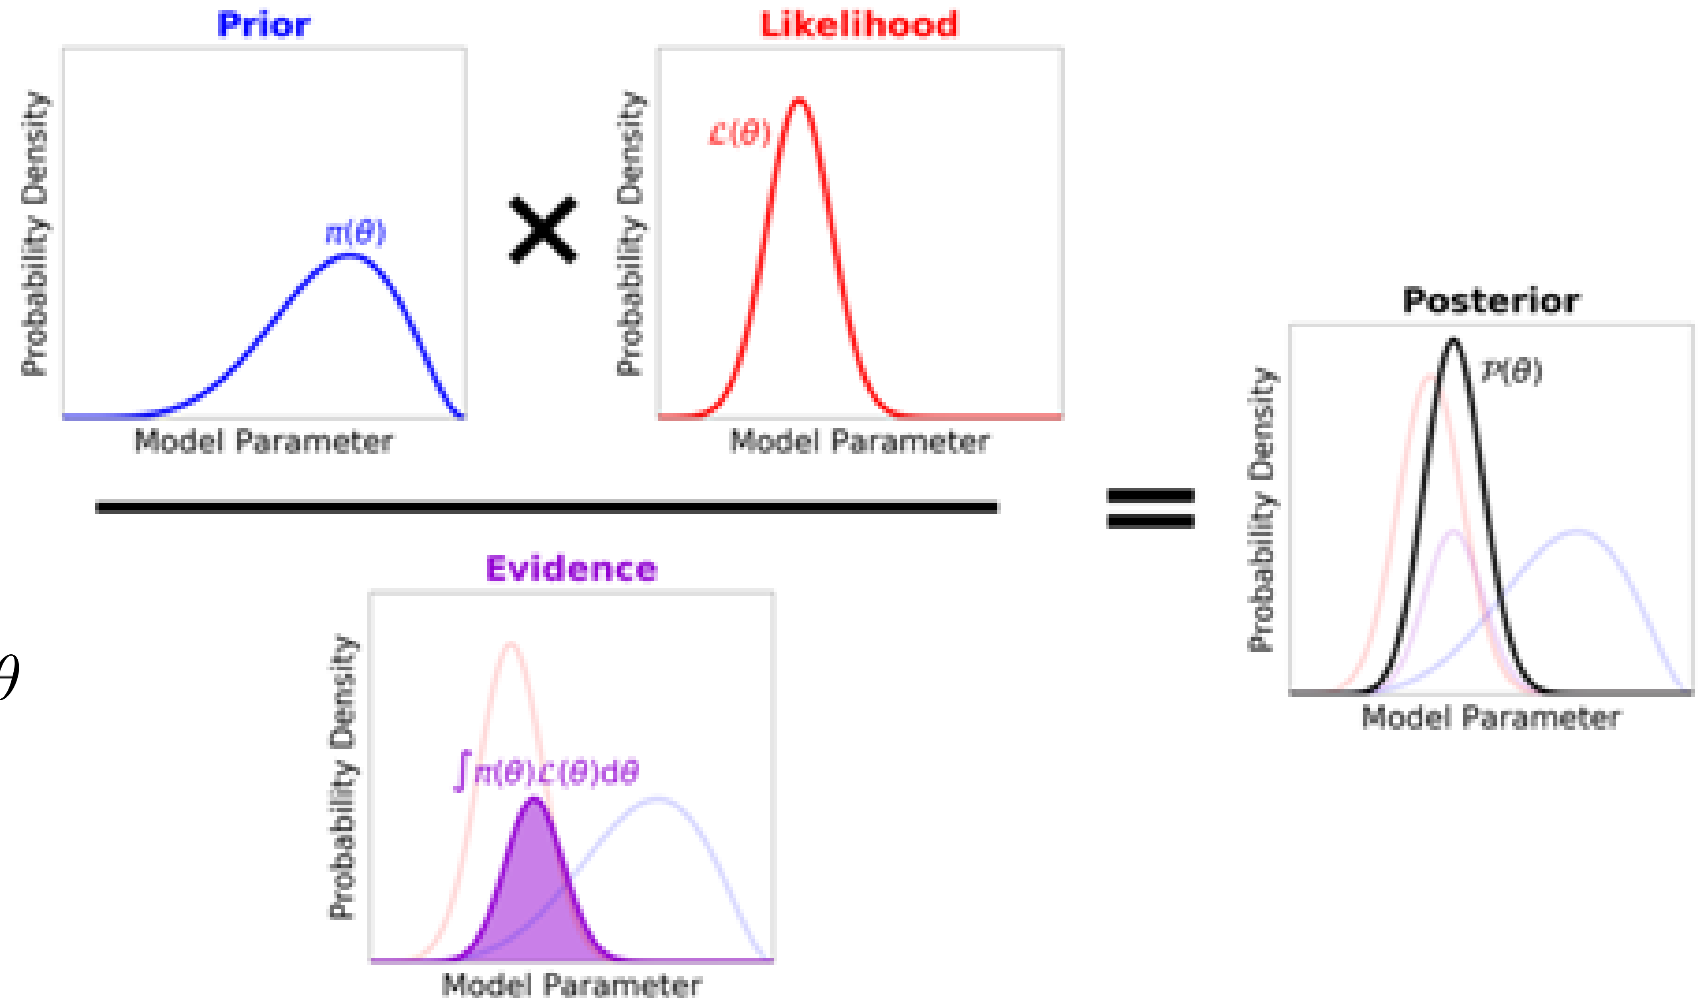 Prior
Probability Density
π(θ)
Model Parameter
×
Likelihood
Probability Density
ℒ(θ)
Model Parameter
Evidence
Probability Density
∫π(θ)ℒ(θ)dθ
Model Parameter
θ
=
Posterior
Probability Density
𝒫(θ)
Model Parameter